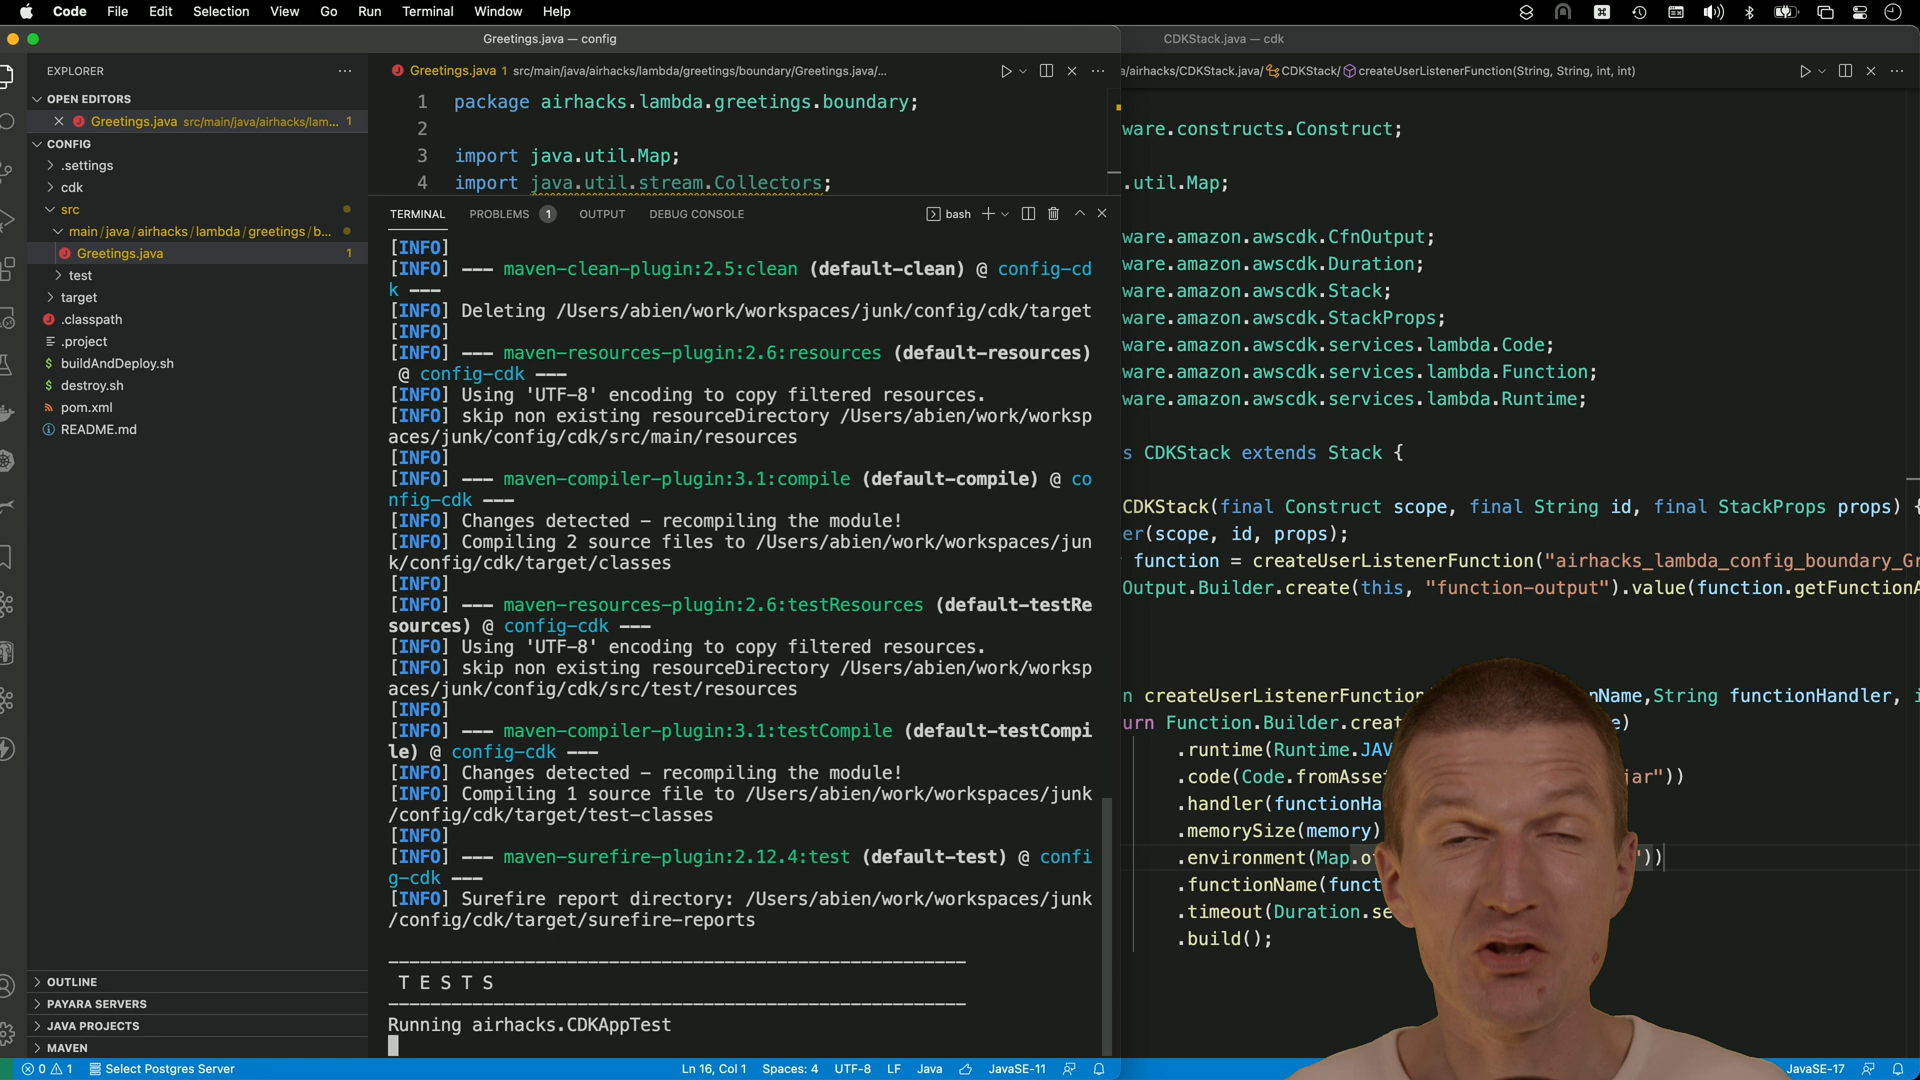 Code File Edit Selection View Go Run Terminal Window Help
Greetings.java — config
CDKStack.java — cdk
EXPLORER
OPEN EDITORS
Greetings.java src/main/java/airhacks/lam... 1
CONFIG
.settings
cdk
src
main/java/airhacks/lambda/greetings/b...
Greetings.java 1
test
target
.classpath
.project
buildAndDeploy.sh
destroy.sh
pom.xml
README.md
OUTLINE
PAYARA SERVERS
JAVA PROJECTS
MAVEN
Greetings.java 1 src/main/java/airhacks/lambda/greetings/boundary/Greetings.java/...
1 package airhacks.lambda.greetings.boundary;
2
3 import java.util.Map;
4 import java.util.stream.Collectors;
TERMINAL PROBLEMS 1 OUTPUT DEBUG CONSOLE bash
[INFO]
[INFO] --- maven-clean-plugin:2.5:clean (default-clean) @ config-cd
k ---
[INFO] Deleting /Users/abien/work/workspaces/junk/config/cdk/target
[INFO]
[INFO] --- maven-resources-plugin:2.6:resources (default-resources)
@ config-cdk ---
[INFO] Using 'UTF-8' encoding to copy filtered resources.
[INFO] skip non existing resourceDirectory /Users/abien/work/worksp
aces/junk/config/cdk/src/main/resources
[INFO]
[INFO] --- maven-compiler-plugin:3.1:compile (default-compile) @ co
nfig-cdk ---
[INFO] Changes detected - recompiling the module!
[INFO] Compiling 2 source files to /Users/abien/work/workspaces/jun
k/config/cdk/target/classes
[INFO]
[INFO] --- maven-resources-plugin:2.6:testResources (default-testRe
sources) @ config-cdk ---
[INFO] Using 'UTF-8' encoding to copy filtered resources.
[INFO] skip non existing resourceDirectory /Users/abien/work/worksp
aces/junk/config/cdk/src/test/resources
[INFO]
[INFO] --- maven-compiler-plugin:3.1:testCompile (default-testCompi
le) @ config-cdk ---
[INFO] Changes detected - recompiling the module!
[INFO] Compiling 1 source file to /Users/abien/work/workspaces/junk
/config/cdk/target/test-classes
[INFO]
[INFO] --- maven-surefire-plugin:2.12.4:test (default-test) @ confi
g-cdk ---
[INFO] Surefire report directory: /Users/abien/work/workspaces/junk
/config/cdk/target/surefire-reports
-------------------------------------------------------
T E S T S
-------------------------------------------------------
Running airhacks.CDKAppTest
a/airhacks/CDKStack.java/ CDKStack/ createUserListenerFunction(String, String, int, int)
ware.constructs.Construct;
.util.Map;
ware.amazon.awscdk.CfnOutput;
ware.amazon.awscdk.Duration;
ware.amazon.awscdk.Stack;
ware.amazon.awscdk.StackProps;
ware.amazon.awscdk.services.lambda.Code;
ware.amazon.awscdk.services.lambda.Function;
ware.amazon.awscdk.services.lambda.Runtime;
s CDKStack extends Stack {
CDKStack(final Construct scope, final String id, final StackProps props) {
er(scope, id, props);
function = createUserListenerFunction("airhacks_lambda_config_boundary_Gr
Output.Builder.create(this, "function-output").value(function.getFunctionA
n createUserListenerFunction nName,String functionHandler, i
urn Function.Builder.creat e)
.runtime(Runtime.JAV
.code(Code.fromAsset jar"))
.handler(functionHa
.memorySize(memory)
.environment(Map.of "))
.functionName(funct
.timeout(Duration.se
.build();
0 1 Select Postgres Server Ln 16, Col 1 Spaces: 4 UTF-8 LF Java JavaSE-11
JavaSE-17